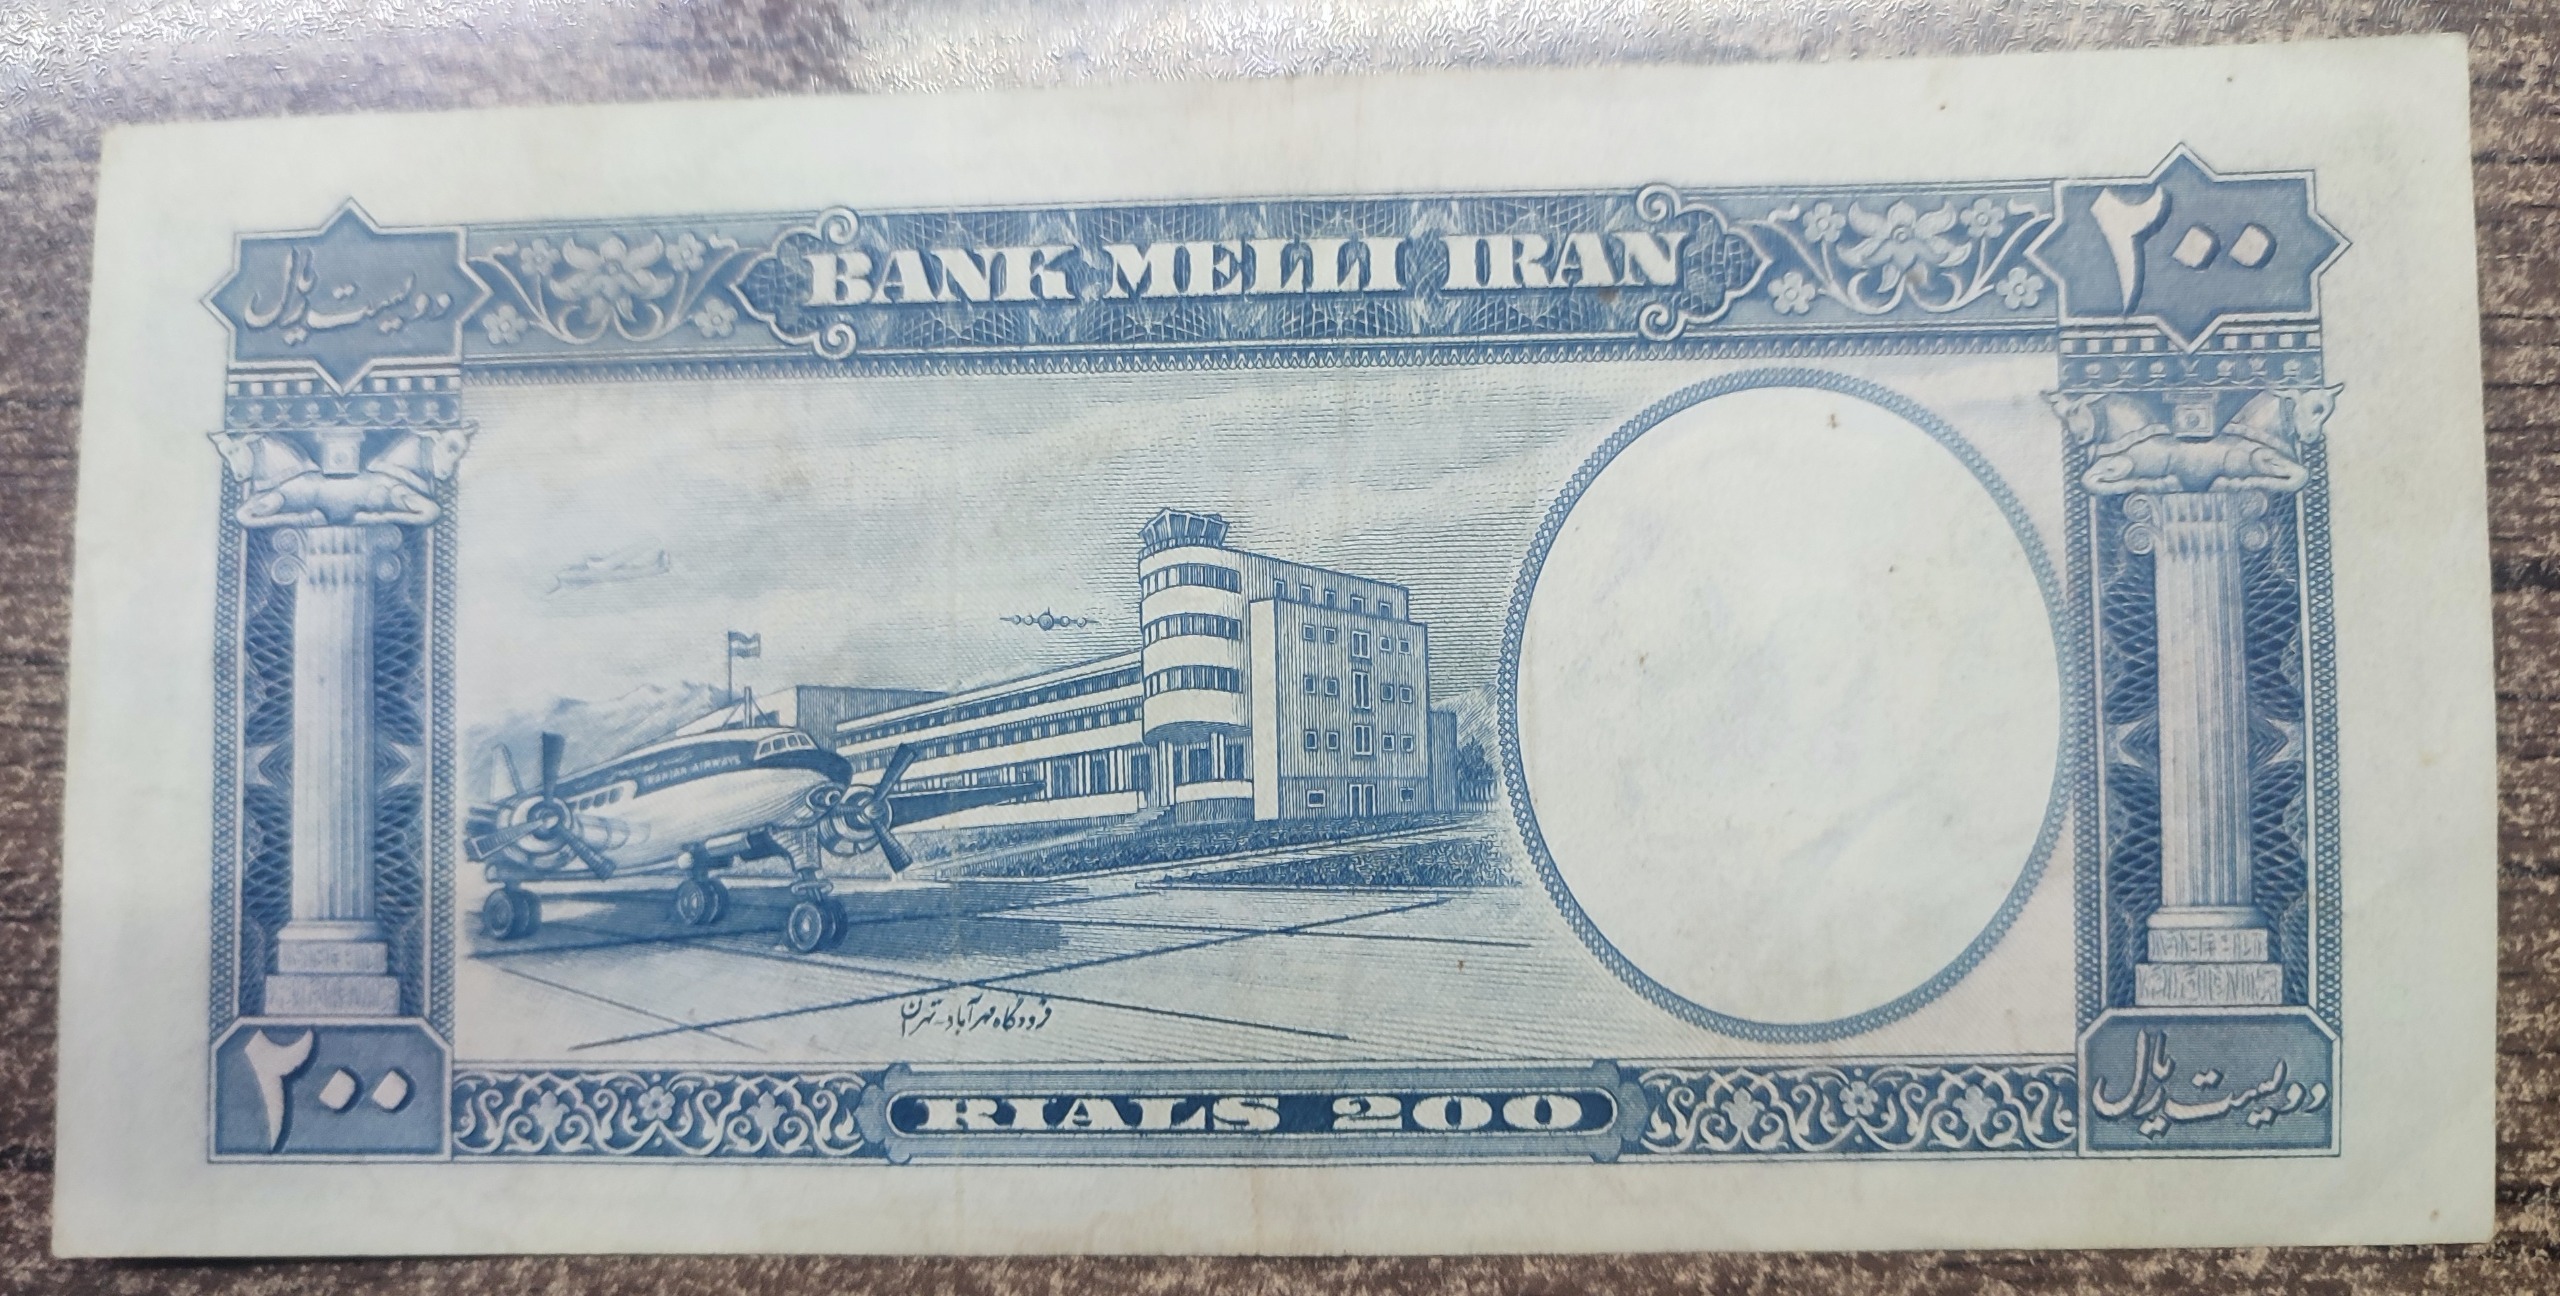 BANK MELLI IRAN
دویست ریال
۲۰۰
IRANIAN AIRWAYS
فرودگاه مهرآباد - تهران
۲۰۰
RIALS 200
دویست ریال